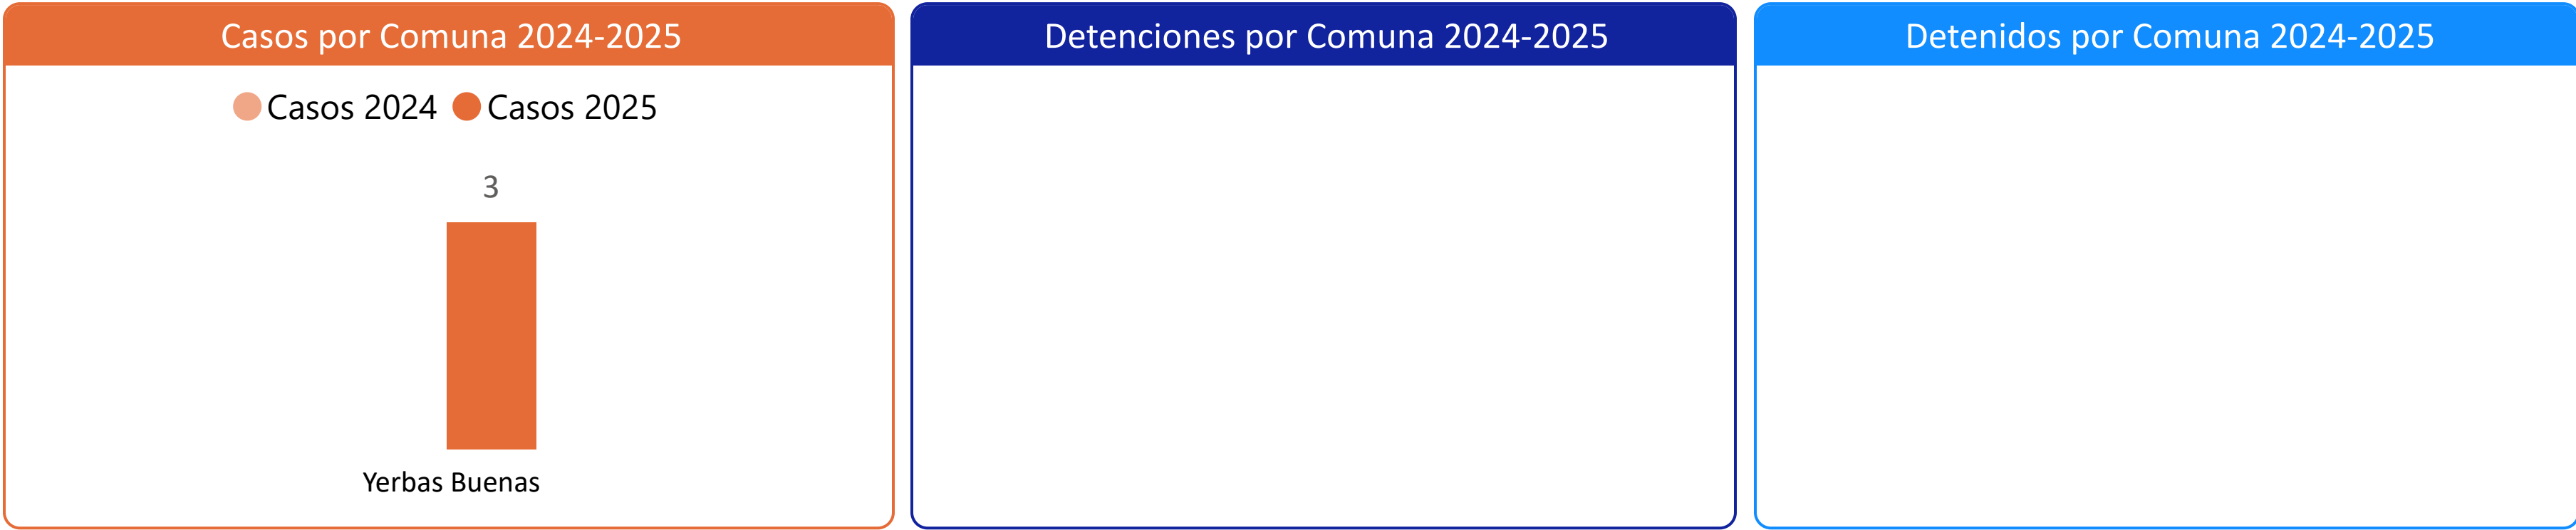 Casos por Comuna 2024-2025
Casos 2024 Casos 2025
3
Yerbas Buenas
Detenciones por Comuna 2024-2025
Detenidos por Comuna 2024-2025